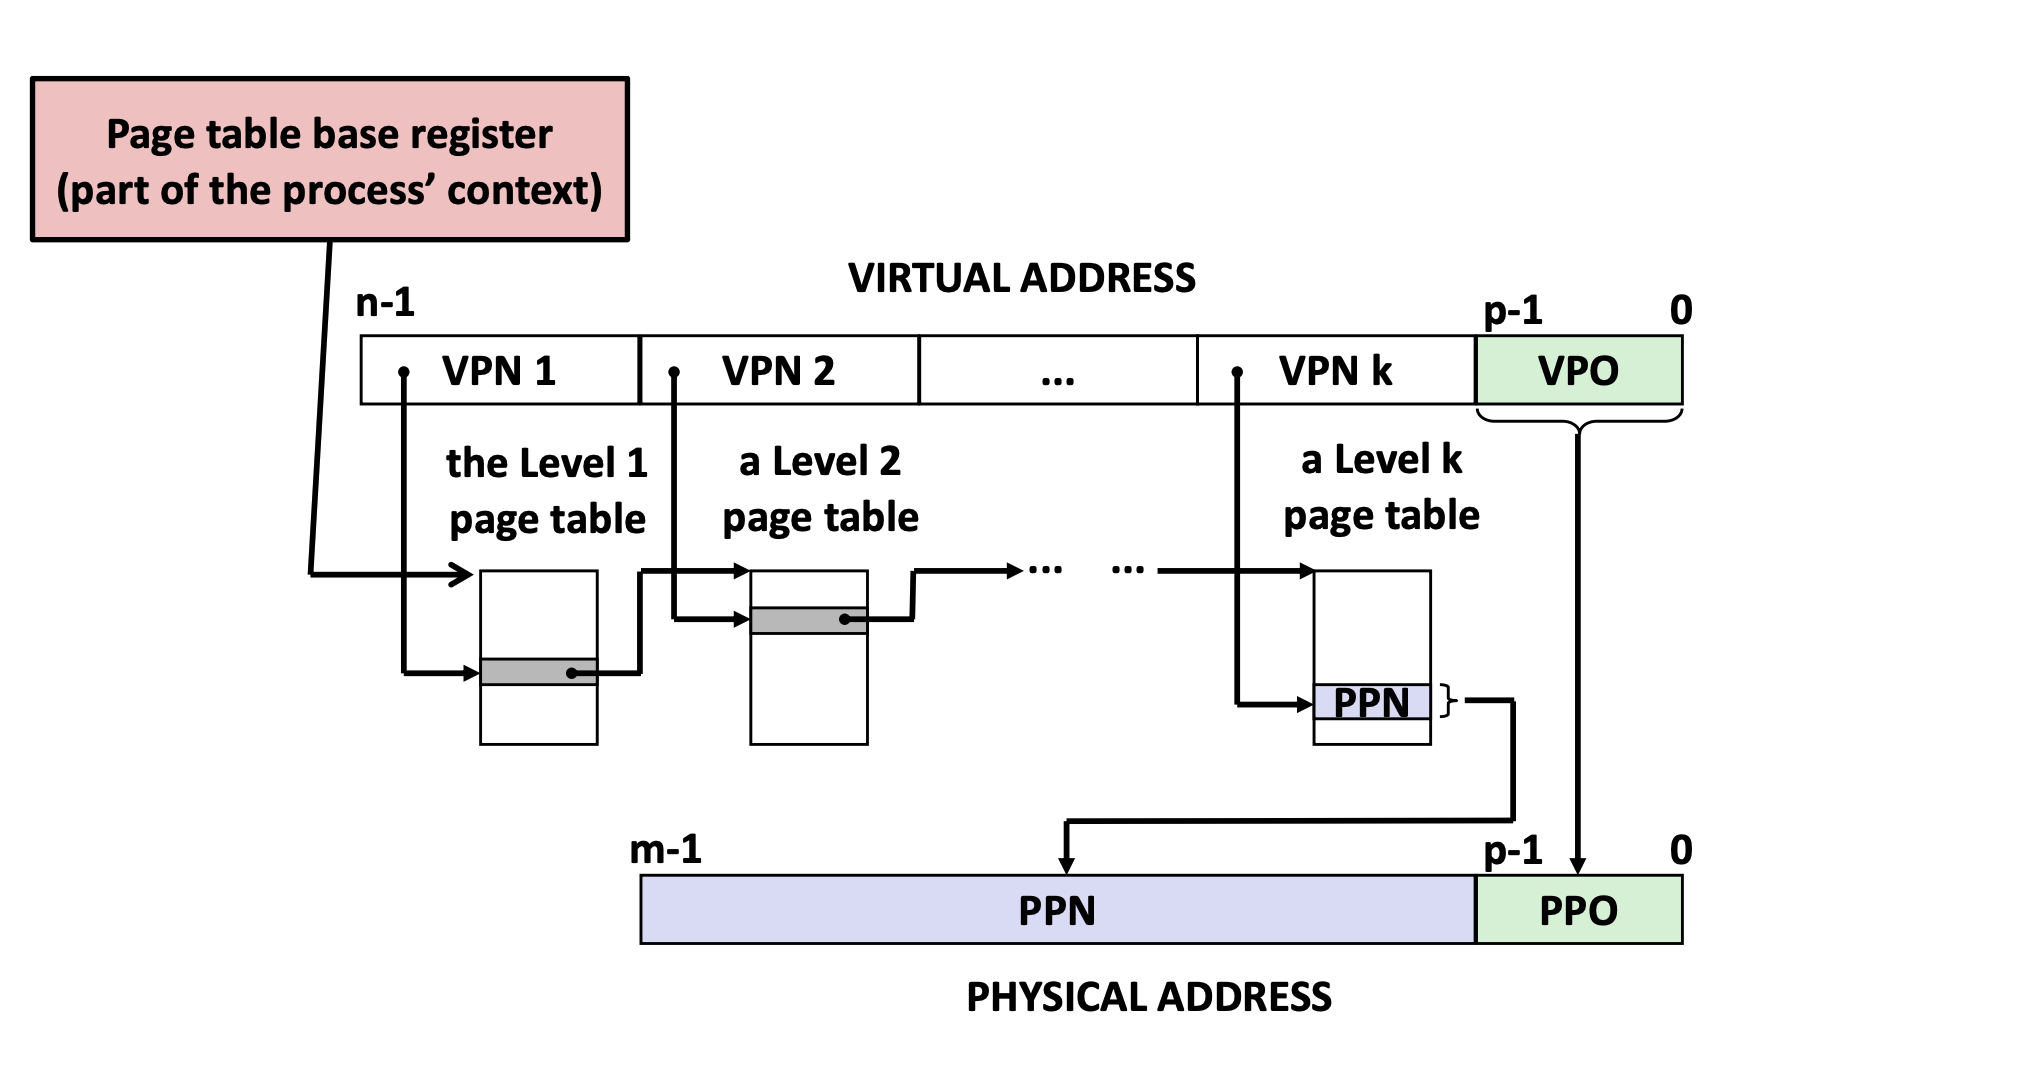 Page table base register
(part of the process’ context)
VIRTUAL ADDRESS
n-1
p-1
0
VPN 1
VPN 2
...
VPN k
VPO
the Level 1
page table
a Level 2
page table
a Level k
page table
...
...
PPN
m-1
p-1
0
PPN
PPO
PHYSICAL ADDRESS